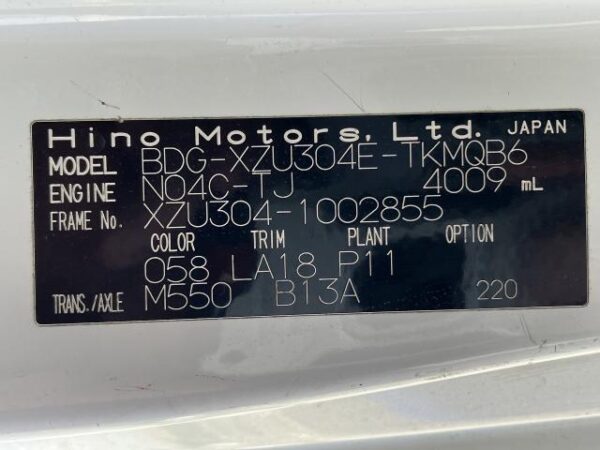 Hino Motors, Ltd. JAPAN
MODEL BDG-XZU304E-TKMQB6
ENGINE N04C-TJ 4009 mL
FRAME No. XZU304-1002855
COLOR TRIM PLANT OPTION
058 LA18 P11
TRANS./AXLE M550 B13A 220